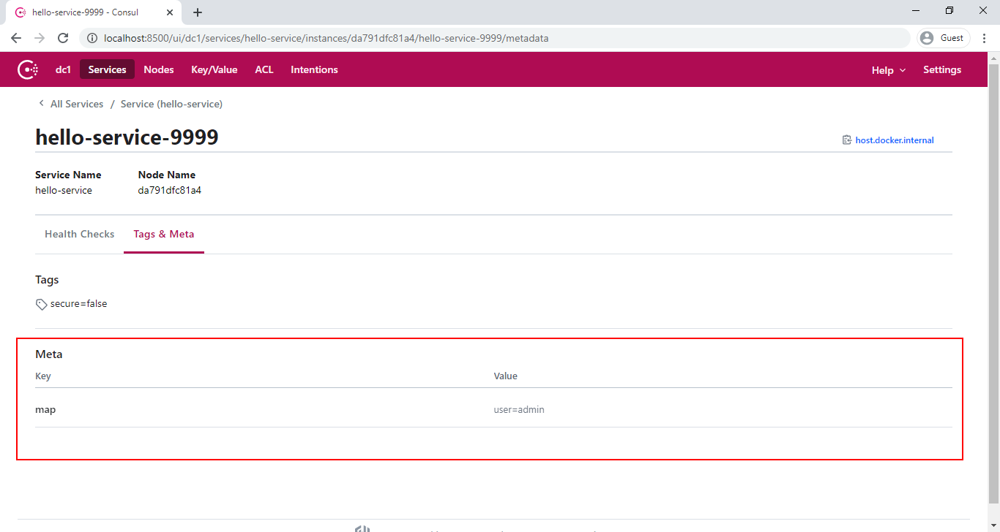 hello-service-9999 - Consul
localhost:8500/ui/dc1/services/hello-service/instances/da791dfc81a4/hello-service-9999/metadata
Guest
dc1 Services Nodes Key/Value ACL Intentions Help Settings
All Services / Service (hello-service)
hello-service-9999
host.docker.internal
Service Name Node Name
hello-service da791dfc81a4
Health Checks Tags & Meta
Tags
secure=false
Meta
Key Value
map user=admin